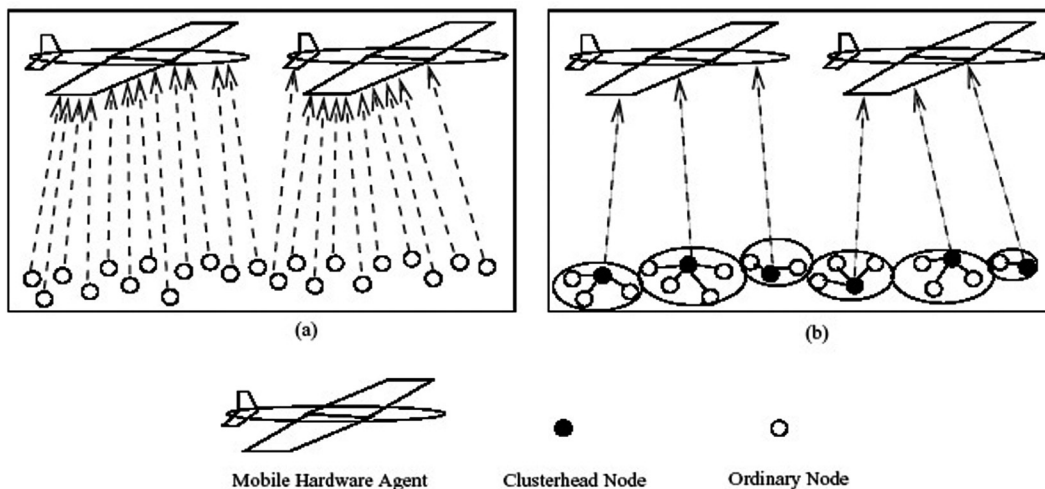 (a)
(b)
Mobile Hardware Agent
Clusterhead Node
Ordinary Node